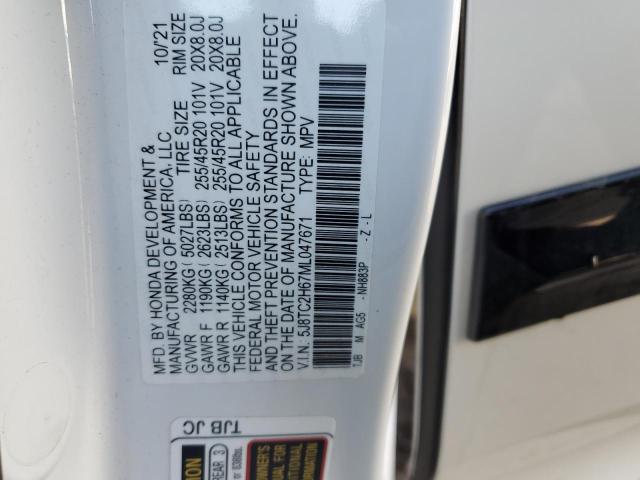 MFD. BY HONDA DEVELOPMENT & 10/'21
MANUFACTURING OF AMERICA, LLC TIRE SIZE RIM SIZE
GVWR 2280KG ( 5027LBS) 255/45R20 101V 20X8.0J
GAWR F 1190KG ( 2623LBS) 255/45R20 101V 20X8.0J
GAWR R 1140KG ( 2513LBS)
THIS VEHICLE CONFORMS TO ALL APPLICABLE
FEDERAL MOTOR VEHICLE SAFETY
AND THEFT PREVENTION STANDARDS IN EFFECT
ON THE DATE OF MANUFACTURE SHOWN ABOVE.
V.I.N: 5J8TC2H67ML047671 TYPE: MPV
TJB M AG5 - NH883P - Z - L
TJB JC
REAR 3